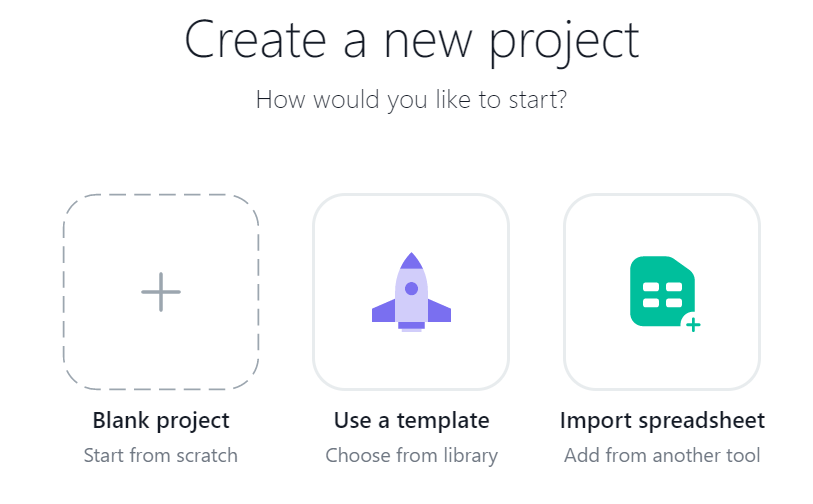 Create a new project
How would you like to start?
Blank project
Start from scratch
Use a template
Choose from library
Import spreadsheet
Add from another tool